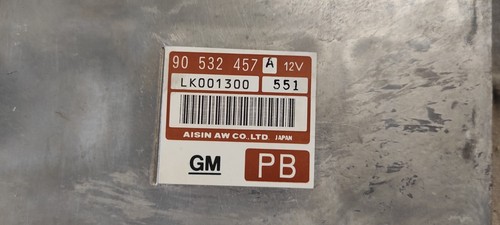 90 532 457 A 12V
LK001300 551
AISIN AW CO.,LTD. JAPAN
GM PB